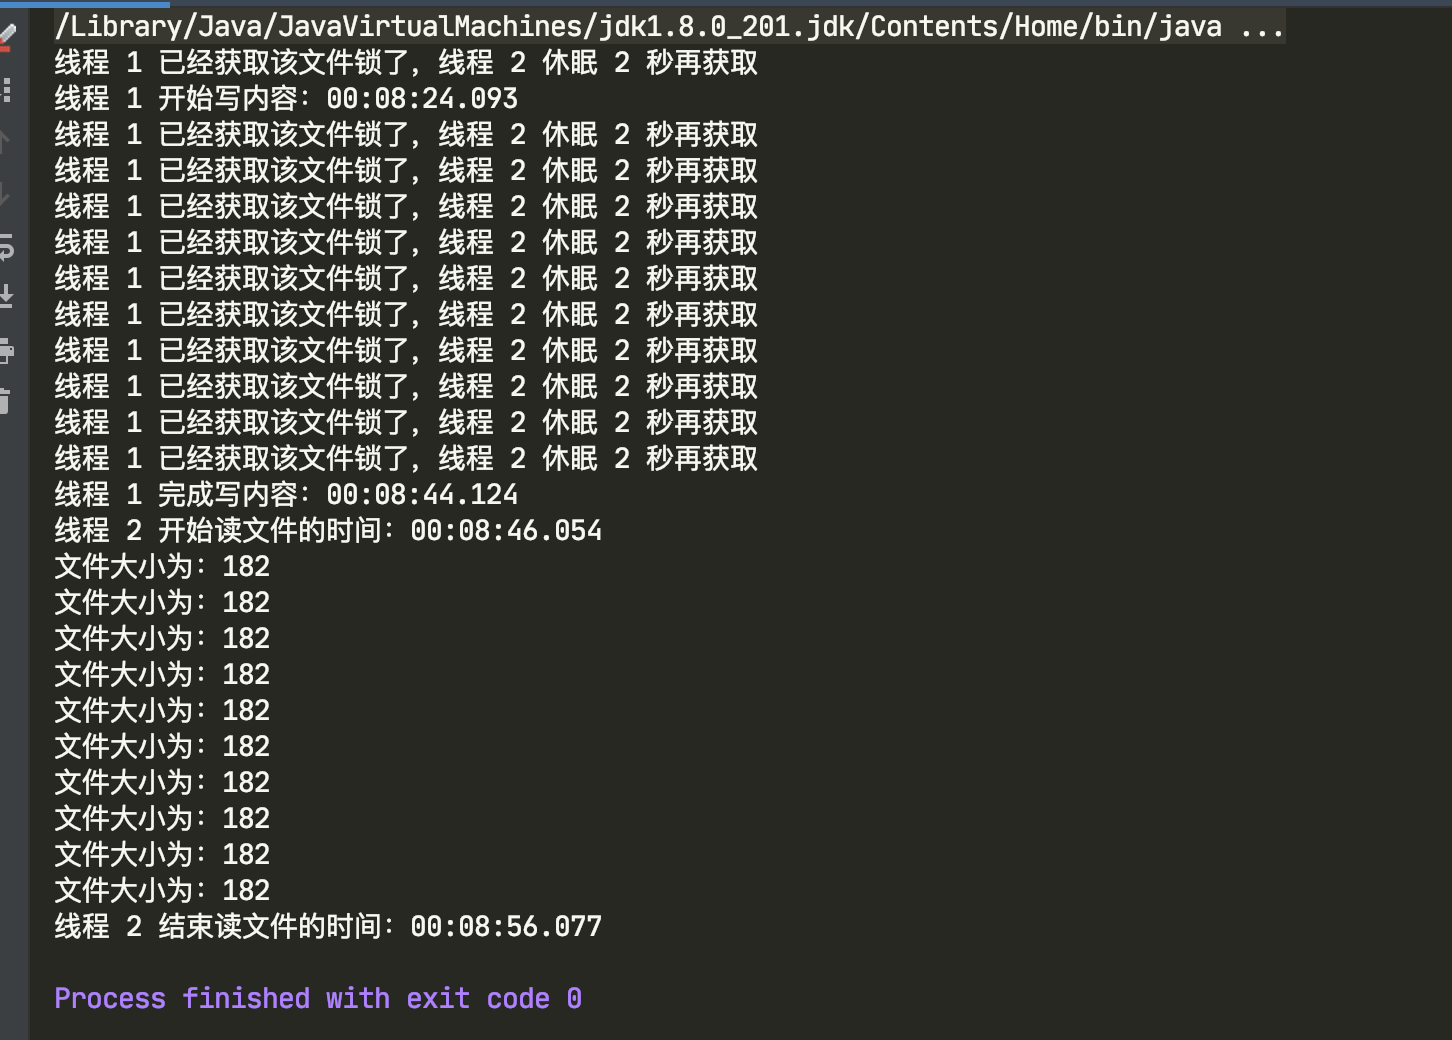 /Library/Java/JavaVirtualMachines/jdk1.8.0_201.jdk/Contents/Home/bin/java ...
线程 1 已经获取该文件锁了，线程 2 休眠 2 秒再获取
线程 1 开始写内容：00:08:24.093
线程 1 已经获取该文件锁了，线程 2 休眠 2 秒再获取
线程 1 已经获取该文件锁了，线程 2 休眠 2 秒再获取
线程 1 已经获取该文件锁了，线程 2 休眠 2 秒再获取
线程 1 已经获取该文件锁了，线程 2 休眠 2 秒再获取
线程 1 已经获取该文件锁了，线程 2 休眠 2 秒再获取
线程 1 已经获取该文件锁了，线程 2 休眠 2 秒再获取
线程 1 已经获取该文件锁了，线程 2 休眠 2 秒再获取
线程 1 已经获取该文件锁了，线程 2 休眠 2 秒再获取
线程 1 已经获取该文件锁了，线程 2 休眠 2 秒再获取
线程 1 已经获取该文件锁了，线程 2 休眠 2 秒再获取
线程 1 完成写内容：00:08:44.124
线程 2 开始读文件的时间：00:08:46.054
文件大小为：182
文件大小为：182
文件大小为：182
文件大小为：182
文件大小为：182
文件大小为：182
文件大小为：182
文件大小为：182
文件大小为：182
文件大小为：182
线程 2 结束读文件的时间：00:08:56.077
Process finished with exit code 0